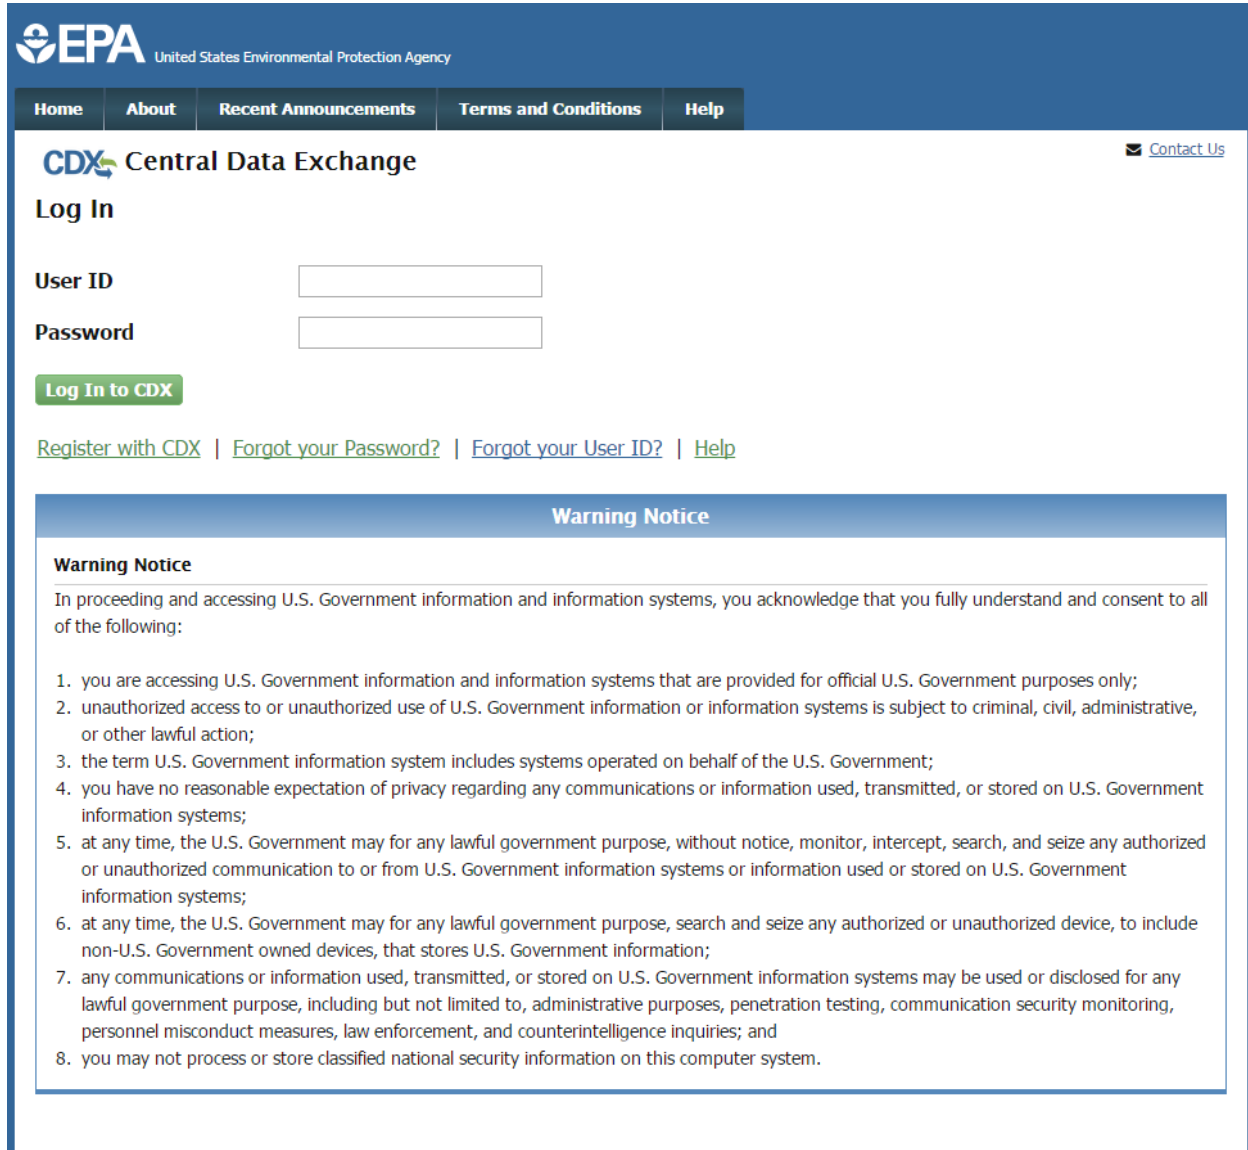 EPA United States Environmental Protection Agency
Home About Recent Announcements Terms and Conditions Help
CDX Central Data Exchange
Contact Us
Log In
User ID
Password
Log In to CDX
Register with CDX | Forgot your Password? | Forgot your User ID? | Help
Warning Notice
Warning Notice
In proceeding and accessing U.S. Government information and information systems, you acknowledge that you fully understand and consent to all
of the following:
1. you are accessing U.S. Government information and information systems that are provided for official U.S. Government purposes only;
2. unauthorized access to or unauthorized use of U.S. Government information or information systems is subject to criminal, civil, administrative,
or other lawful action;
3. the term U.S. Government information system includes systems operated on behalf of the U.S. Government;
4. you have no reasonable expectation of privacy regarding any communications or information used, transmitted, or stored on U.S. Government
information systems;
5. at any time, the U.S. Government may for any lawful government purpose, without notice, monitor, intercept, search, and seize any authorized
or unauthorized communication to or from U.S. Government information systems or information used or stored on U.S. Government
information systems;
6. at any time, the U.S. Government may for any lawful government purpose, search and seize any authorized or unauthorized device, to include
non-U.S. Government owned devices, that stores U.S. Government information;
7. any communications or information used, transmitted, or stored on U.S. Government information systems may be used or disclosed for any
lawful government purpose, including but not limited to, administrative purposes, penetration testing, communication security monitoring,
personnel misconduct measures, law enforcement, and counterintelligence inquiries; and
8. you may not process or store classified national security information on this computer system.